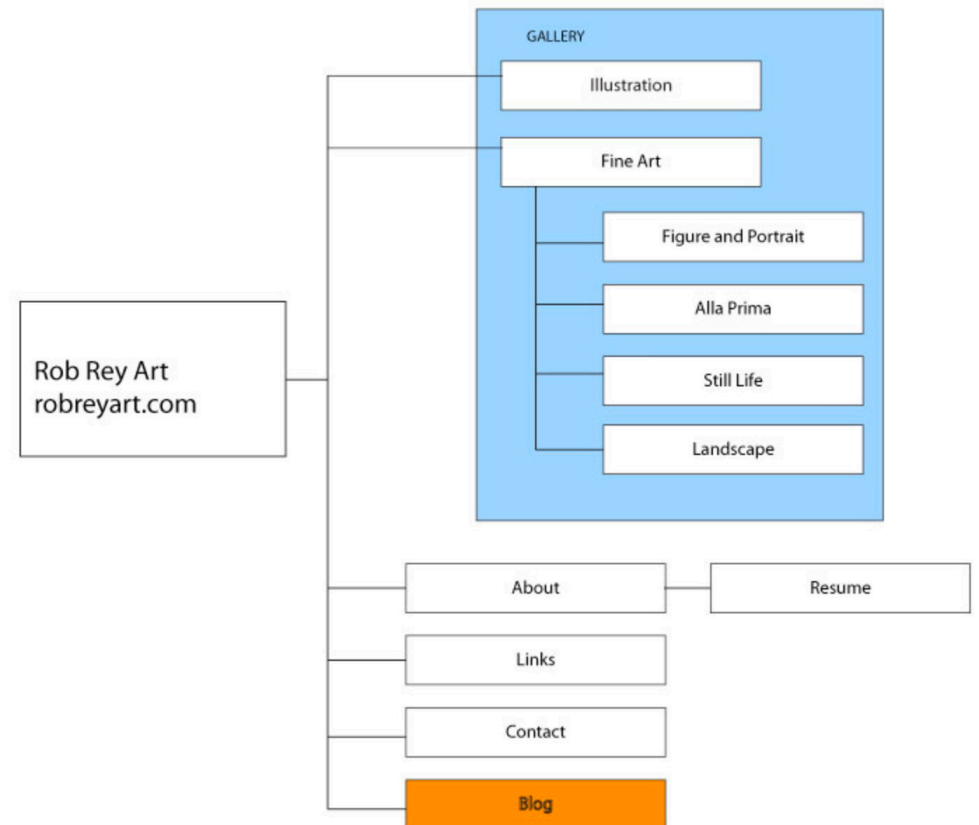 GALLERY
Illustration
Fine Art
Figure and Portrait
Alla Prima
Still Life
Landscape
Rob Rey Art
robreyart.com
About
Resume
Links
Contact
Blog